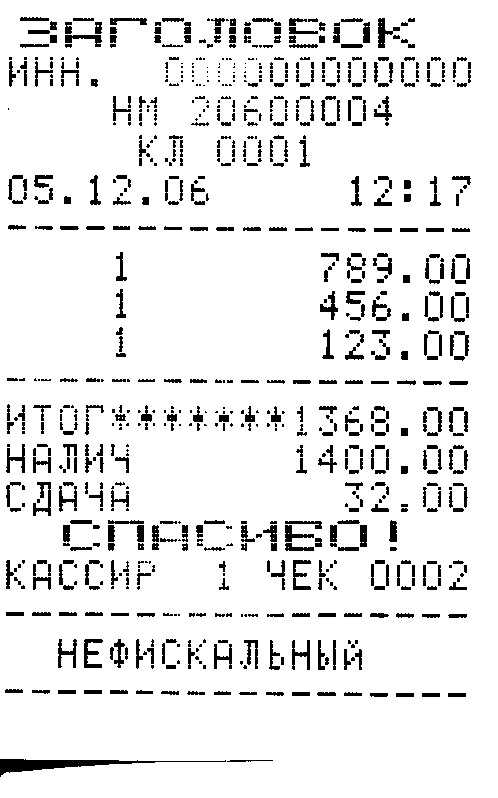 ЗАГОЛОВОК
ИНН. 000000000000
НМ 20600004
КЛ 0001
05.12.06 12:17
1 789.00
1 456.00
1 123.00
ИТОГ*******1368.00
НАЛИЧ 1400.00
СДАЧА 32.00
СПАСИБО!
КАССИР 1 ЧЕК 0002
НЕФИСКАЛЬНЫЙ